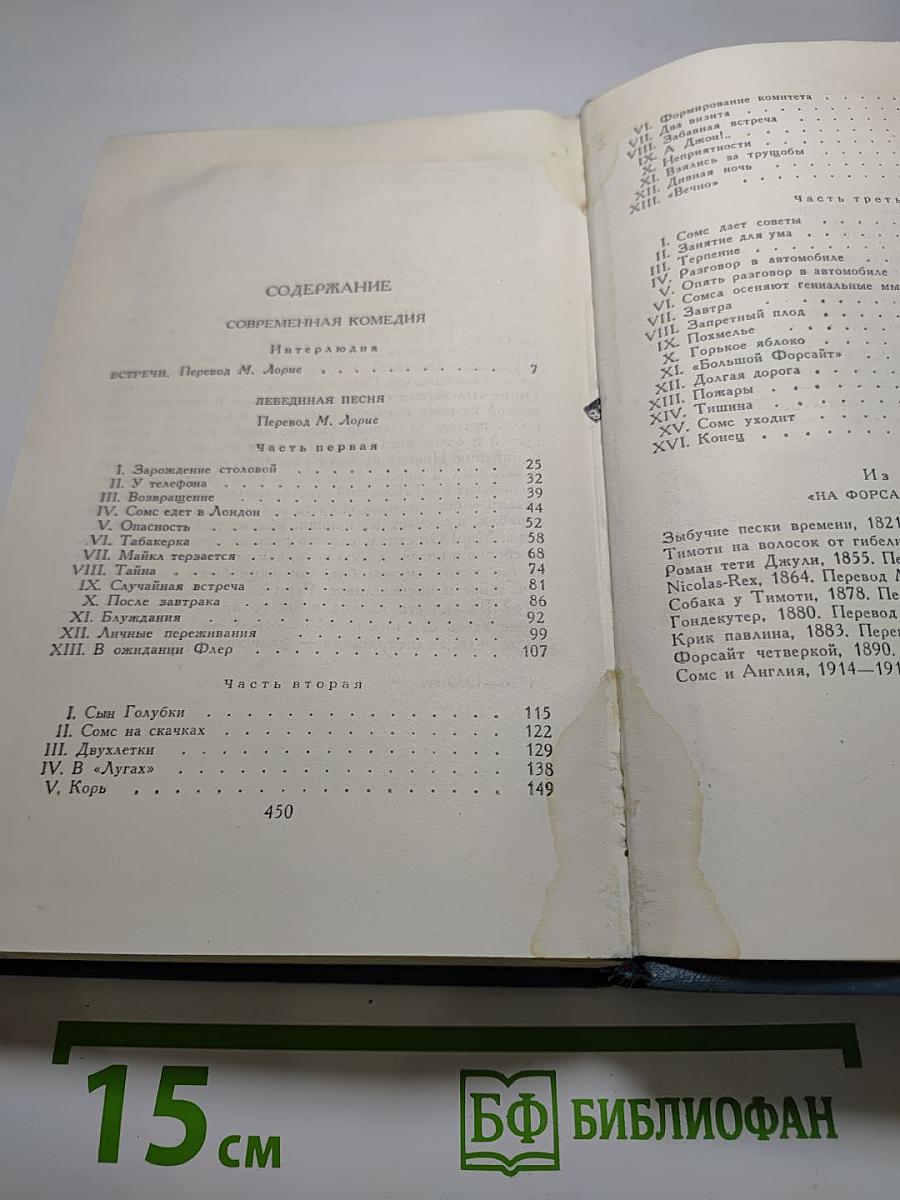 СОДЕРЖАНИЕ
СОВРЕМЕННАЯ КОМЕДИЯ
Интерлюдия
ВСТРЕЧИ. Перевод М. Лорие . . . . . . . . . . 7
ЛЕБЕДИНАЯ ПЕСНЯ
Перевод М. Лорие
Часть первая
I. Зарождение столовой . . . . . . . . . . 25
II. У телефона . . . . . . . . . . 32
III. Возвращение . . . . . . . . . . 39
IV. Сомс едет в Лондон . . . . . . . . . . 44
V. Опасность . . . . . . . . . . 52
VI. Табакерка . . . . . . . . . . 58
VII. Майкл терзается . . . . . . . . . . 68
VIII. Тайна . . . . . . . . . . 74
IX. Случайная встреча . . . . . . . . . . 81
X. После завтрака . . . . . . . . . . 86
XI. Блуждания . . . . . . . . . . 92
XII. Личные переживания . . . . . . . . . . 99
XIII. В ожидании Флер . . . . . . . . . . 107
Часть вторая
I. Сын Голубки . . . . . . . . . . 115
II. Сомс на скачках . . . . . . . . . . 122
III. Двухлетки . . . . . . . . . . 129
IV. В «Лугах» . . . . . . . . . . 138
V. Корь . . . . . . . . . . 149
450
VI. Формирование комитета . . . .
VII. Два визита . . . . . .
VIII. Забавная встреча . . . . .
IX. А Джон!.. . . . . . .
X. Неприятности . . . . . .
XI. Взялись за трущобы . . . .
XII. Дивная ночь . . . . . .
XIII. «Вечно» . . . . . . .
Часть треть
I. Сомс дает советы . . . . .
II. Занятие для ума . . . . .
III. Терпение . . . . . . .
IV. Разговор в автомобиле . . .
V. Опять разговор в автомобиле
VI. Сомса осеняют гениальные мы
VII. Завтра . . . . . .
VIII. Запретный плод . . . . .
IX. Похмелье . . . . . .
X. Горькое яблоко . . . . .
XI. «Большой Форсайт» . . . .
XII. Долгая дорога . . . . .
XIII. Пожары . . . . . .
XIV. Тишина . . . . . .
XV. Сомс уходит . . . . .
XVI. Конец . . . . . . .
Из
«НА ФОРСА
Зыбучие пески времени, 1821
Тимоти на волосок от гибели
Роман тети Джули, 1855. Пе
Nicolas-Rex, 1864. Перевод М
Собака у Тимоти, 1878. Пе
Гондекутер, 1880. Перевод
Крик павлина, 1883. Перев
Форсайт четверкой, 1890.
Сомс и Англия, 1914—191
15 см
БФ БИБЛИОФАН